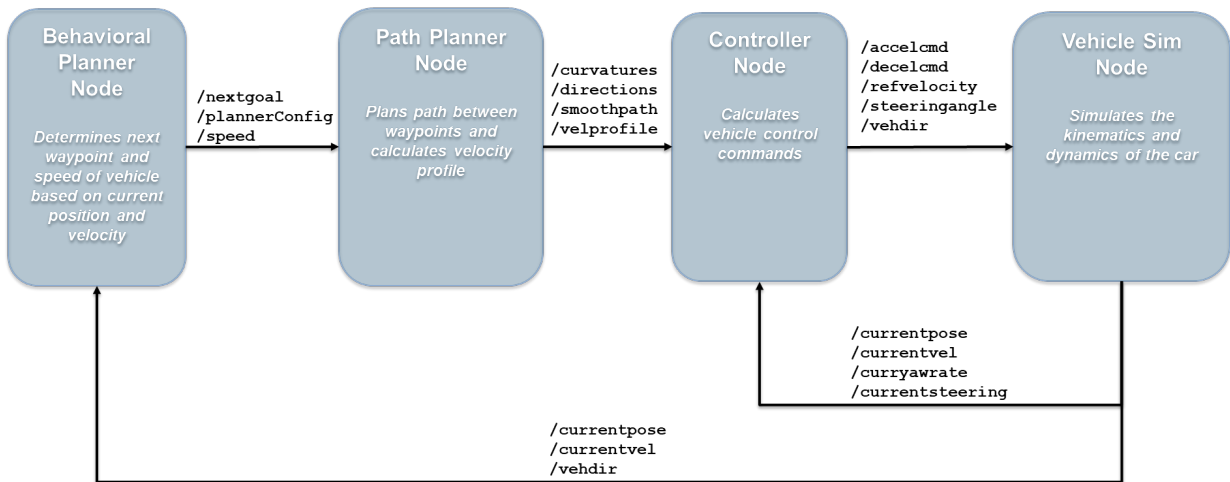 Behavioral
Planner
Node
Determines next
waypoint and
speed of vehicle
based on current
position and
velocity
/nextgoal
/plannerConfig
/speed
Path Planner
Node
Plans path between
waypoints and
calculates velocity
profile
/curvatures
/directions
/smoothpath
/velprofile
Controller
Node
Calculates
vehicle control
commands
/accelcmd
/decelcmd
/refvelocity
/steeringangle
/vehdir
Vehicle Sim
Node
Simulates the
kinematics and
dynamics of the car
/currentpose
/currentvel
/curryawrate
/currentsteering
/currentpose
/currentvel
/vehdir